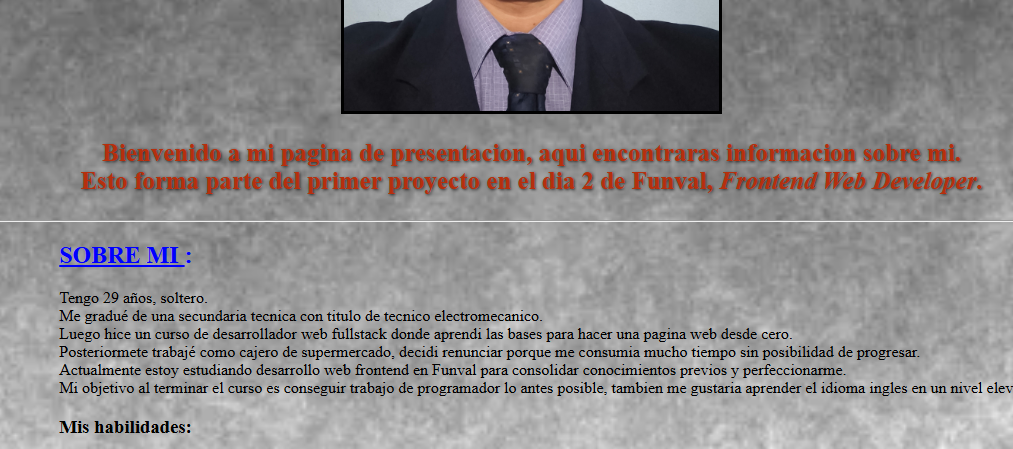 Bienvenido a mi pagina de presentacion, aqui encontraras informacion sobre mi.
Esto forma parte del primer proyecto en el dia 2 de Funval, Frontend Web Developer.
SOBRE MI :
Tengo 29 años, soltero.
Me gradué de una secundaria tecnica con titulo de tecnico electromecanico.
Luego hice un curso de desarrollador web fullstack donde aprendi las bases para hacer una pagina web desde cero.
Posteriormete trabajé como cajero de supermercado, decidi renunciar porque me consumia mucho tiempo sin posibilidad de progresar.
Actualmente estoy estudiando desarrollo web frontend en Funval para consolidar conocimientos previos y perfeccionarme.
Mi objetivo al terminar el curso es conseguir trabajo de programador lo antes posible, tambien me gustaria aprender el idioma ingles en un nivel elev
Mis habilidades: